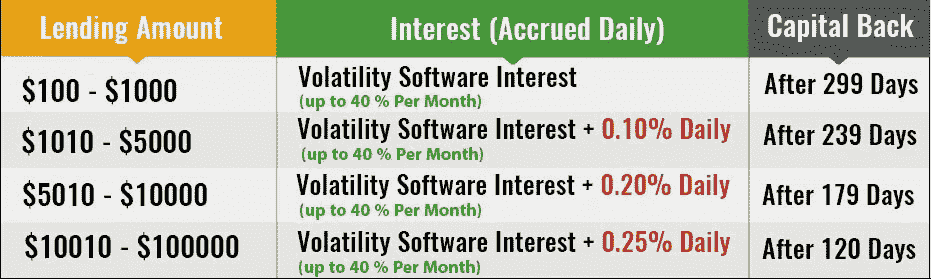 Lending Amount Interest (Accrued Daily) Capital Back
$100 - $1000 Volatility Software Interest After 299 Days
(up to 40 % Per Month)
$1010 - $5000 Volatility Software Interest + 0.10% Daily After 239 Days
(up to 40 % Per Month)
$5010 - $10000 Volatility Software Interest + 0.20% Daily After 179 Days
(up to 40 % Per Month)
$10010 - $100000 Volatility Software Interest + 0.25% Daily After 120 Days
(up to 40 % Per Month)